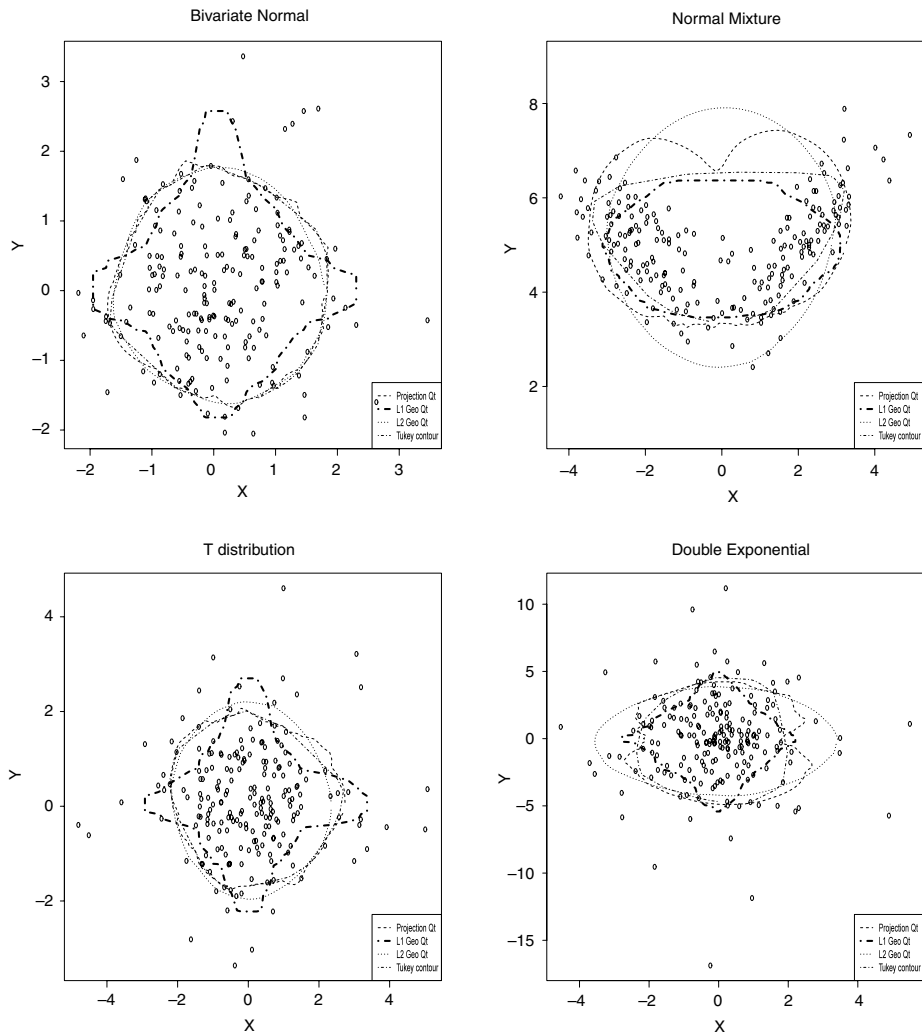 Bivariate Normal
3
2
1
0
−1
−2
Y
−2 −1 0 1 2 3
X
Projection Qt
L1 Geo Qt
L2 Geo Qt
Tukey contour
Normal Mixture
8
6
4
2
Y
−4 −2 0 2 4
X
Projection Qt
L1 Geo Qt
L2 Geo Qt
Tukey contour
T distribution
4
2
0
−2
Y
−4 −2 0 2 4
X
Projection Qt
L1 Geo Qt
L2 Geo Qt
Tukey contour
Double Exponential
10
5
0
−5
−10
−15
Y
−4 −2 0 2 4
X
Projection Qt
L1 Geo Qt
L2 Geo Qt
Tukey contour